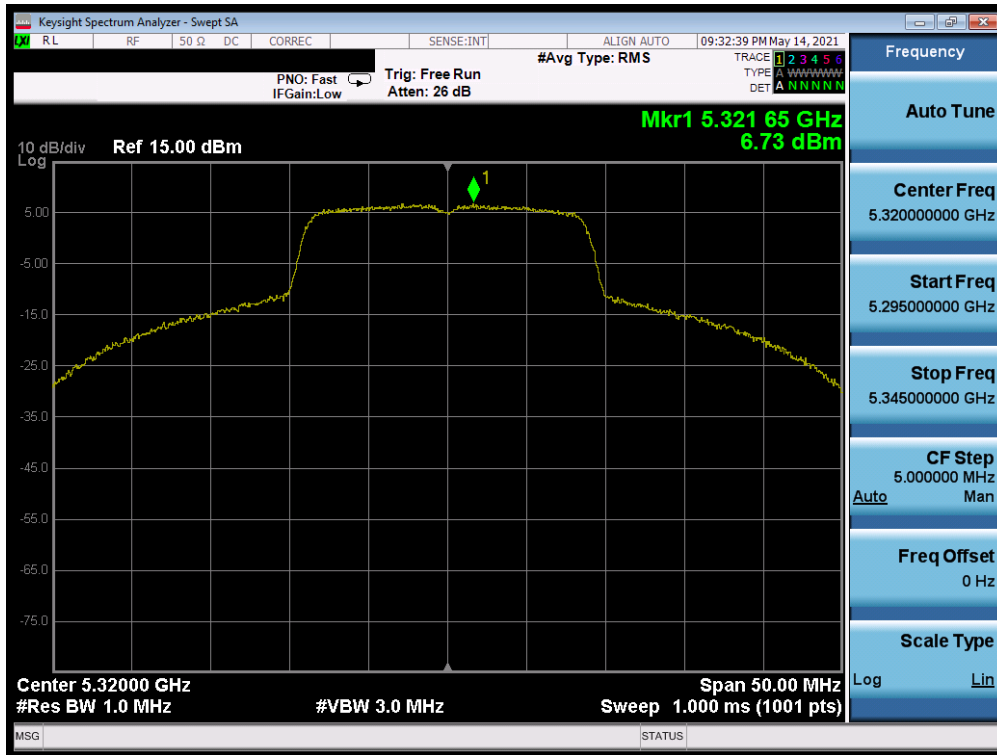 Keysight Spectrum Analyzer - Swept SA
LXI RL RF 50 Ω DC CORREC SENSE:INT ALIGN AUTO 09:32:39 PM May 14, 2021
#Avg Type: RMS
TRACE 1 2 3 4 5 6
PNO: Fast Trig: Free Run
TYPE A WWWWW
IFGain:Low Atten: 26 dB
DET A N N N N N
Mkr1 5.321 65 GHz
6.73 dBm
10 dB/div Ref 15.00 dBm
Log
1
5.00
-5.00
-15.0
-25.0
-35.0
-45.0
-55.0
-65.0
-75.0
Center 5.32000 GHz Span 50.00 MHz
#Res BW 1.0 MHz #VBW 3.0 MHz Sweep 1.000 ms (1001 pts)
MSG STATUS
Frequency
Auto Tune
Center Freq
5.320000000 GHz
Start Freq
5.295000000 GHz
Stop Freq
5.345000000 GHz
CF Step
5.000000 MHz
Auto Man
Freq Offset
0 Hz
Scale Type
Log Lin